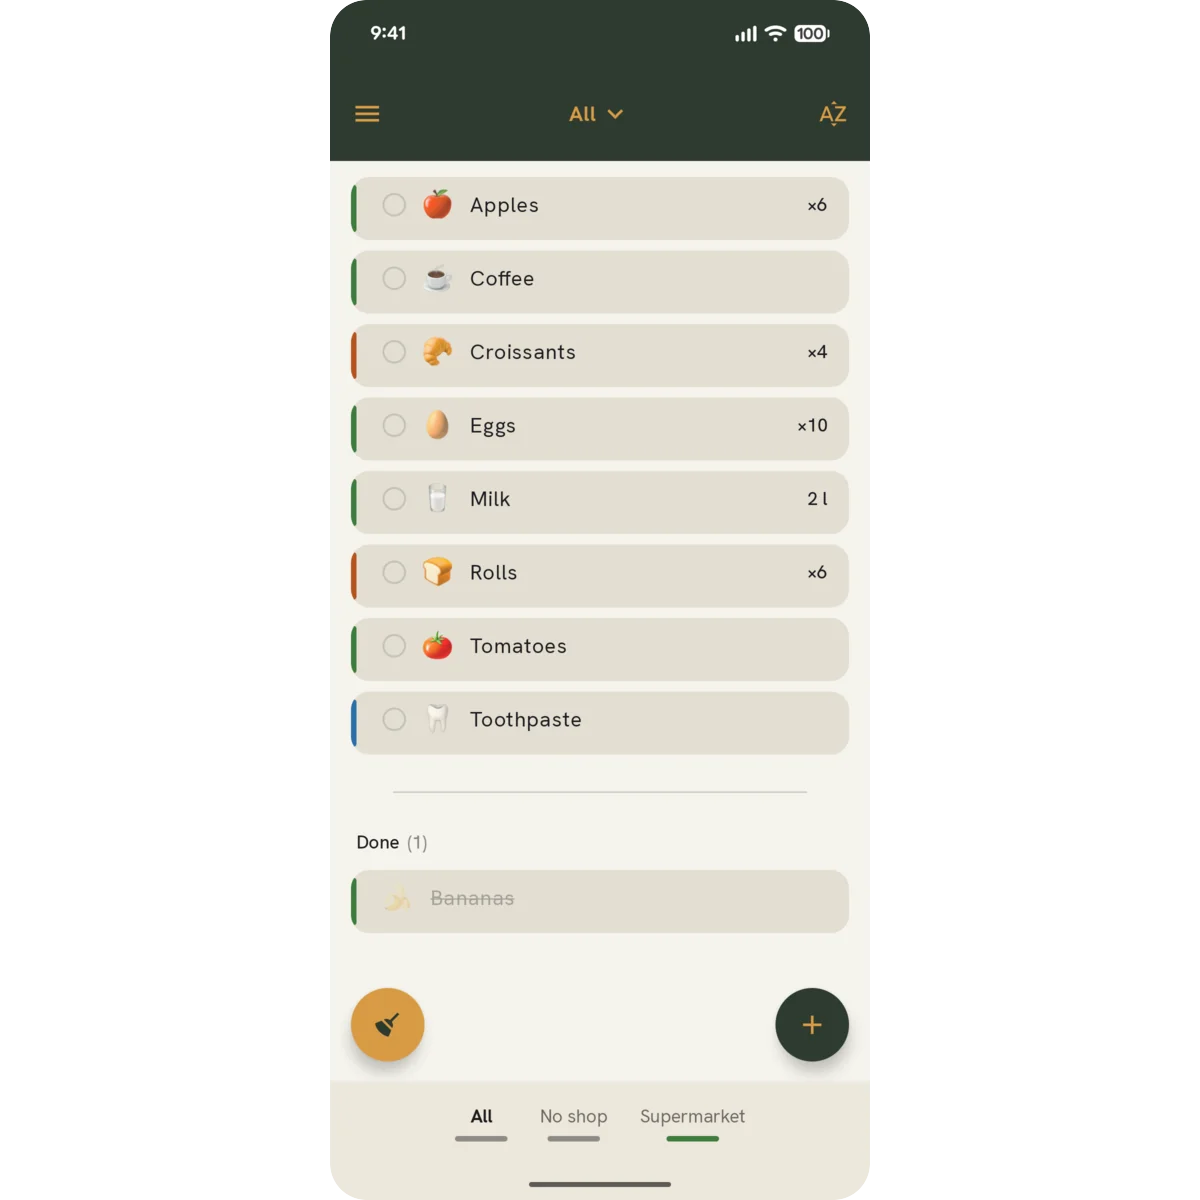 9:41 100
All AZ
Apples ×6
Coffee
Croissants ×4
Eggs ×10
Milk 2 l
Rolls ×6
Tomatoes
Toothpaste
Done (1)
Bananas
All No shop Supermarket